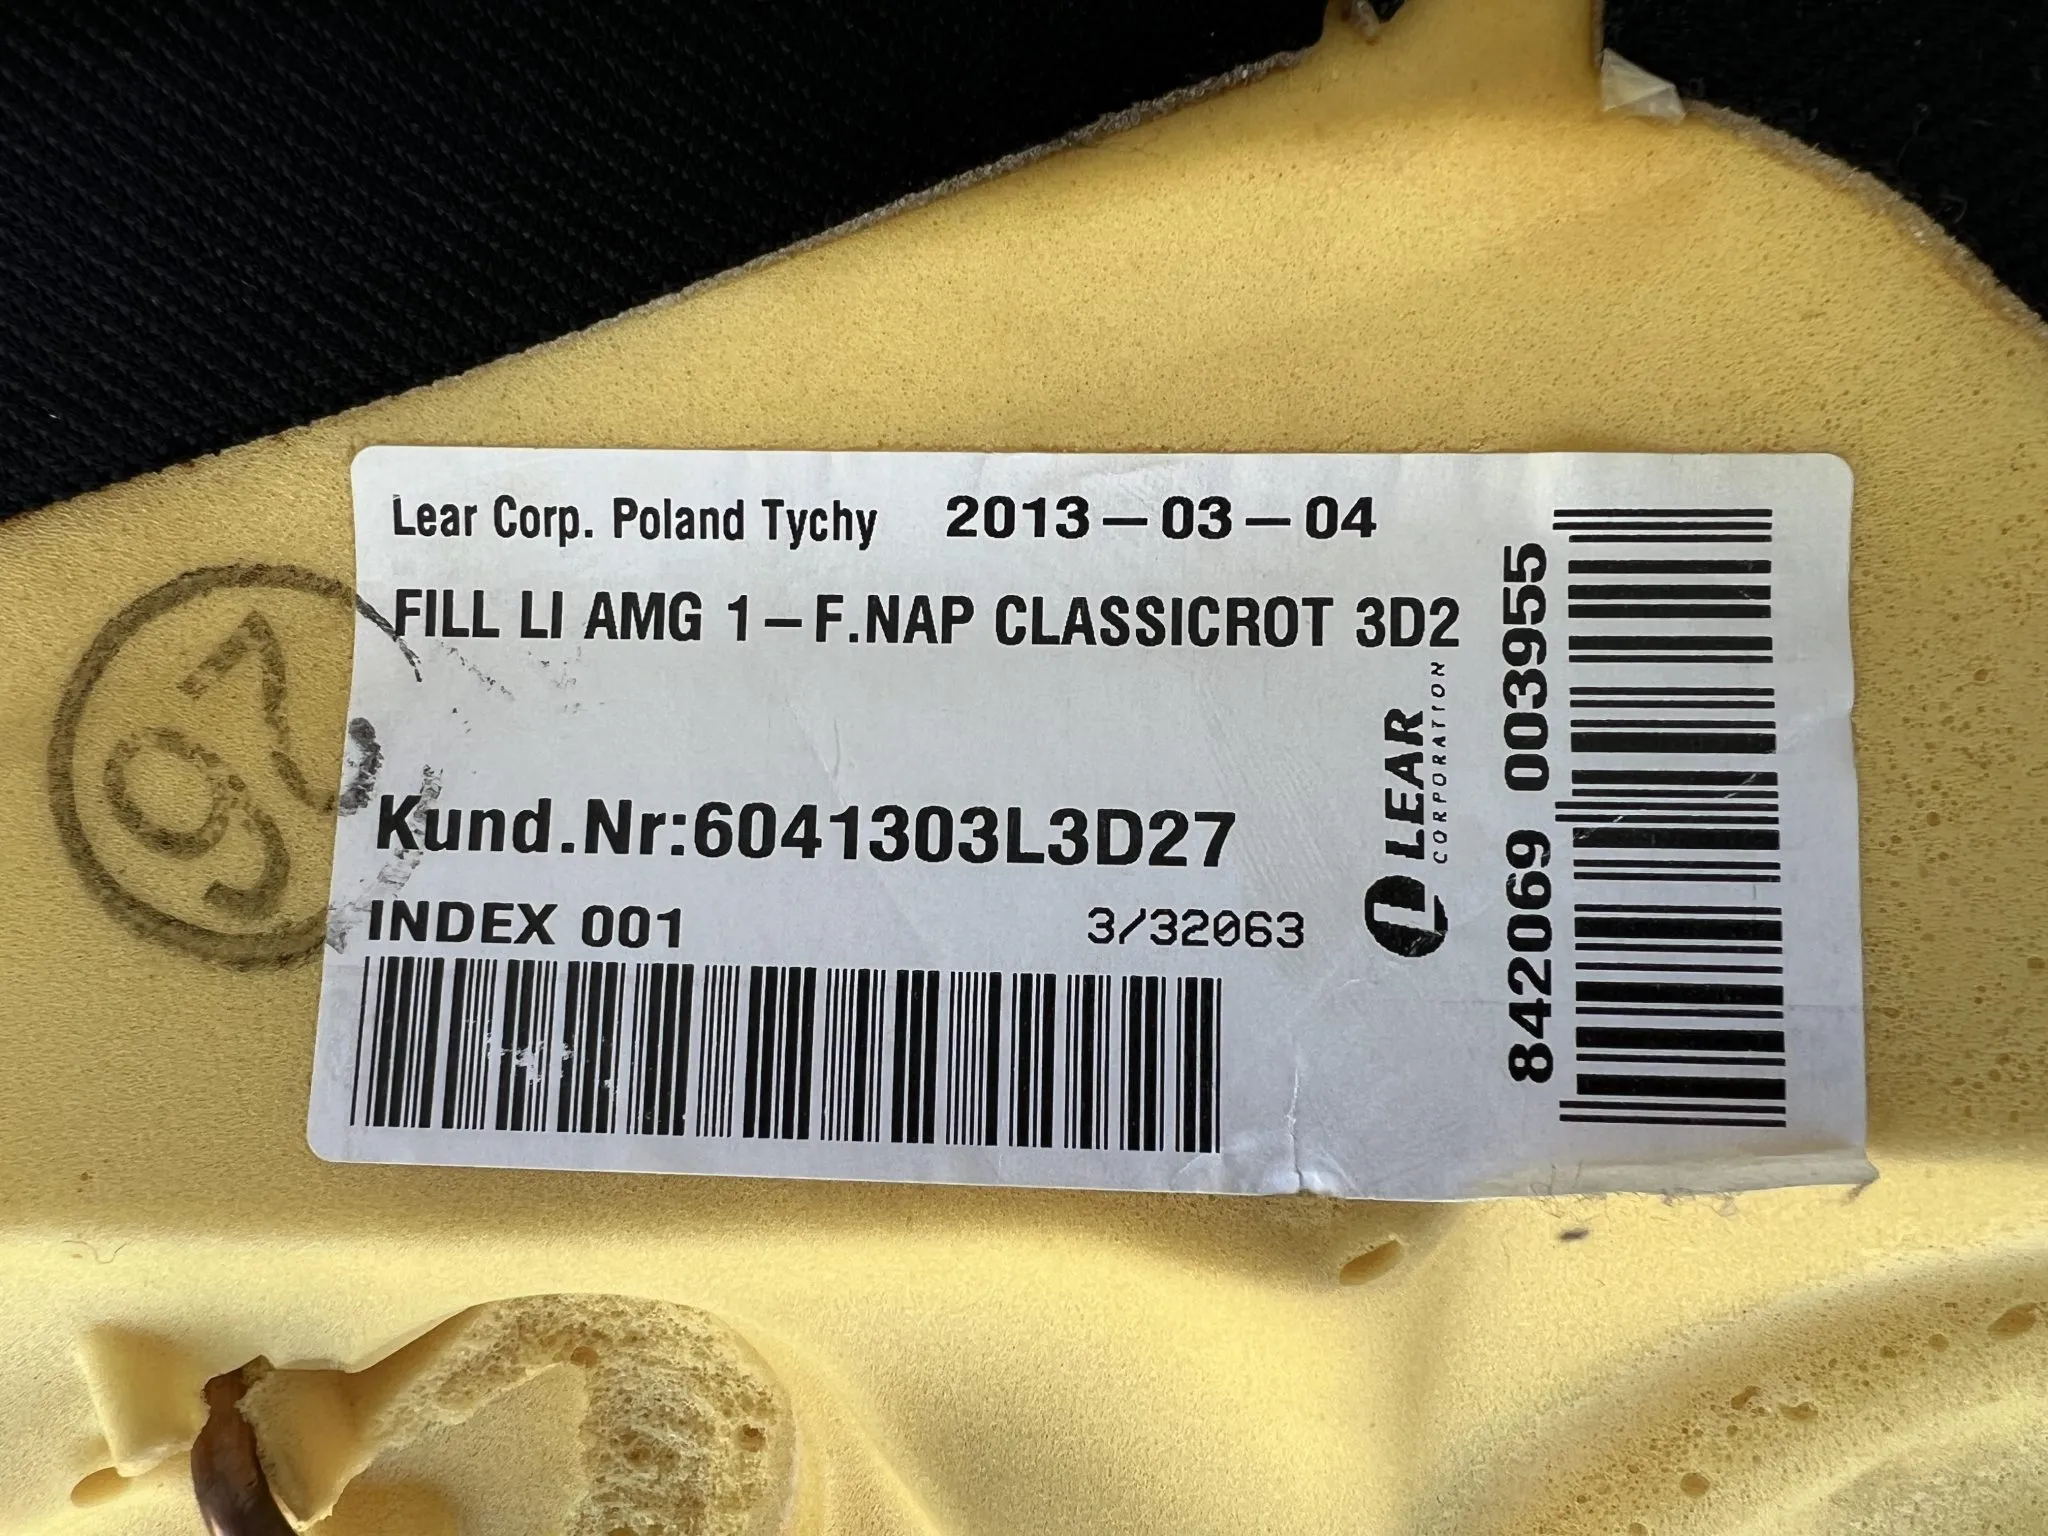 Lear Corp. Poland Tychy 2013-03-04
FILL LI AMG 1-F.NAP CLASSICROT 3D2
Kund.Nr:6041303L3D27
INDEX 001 3/32063
LEAR
CORPORATION
842069 003955
97